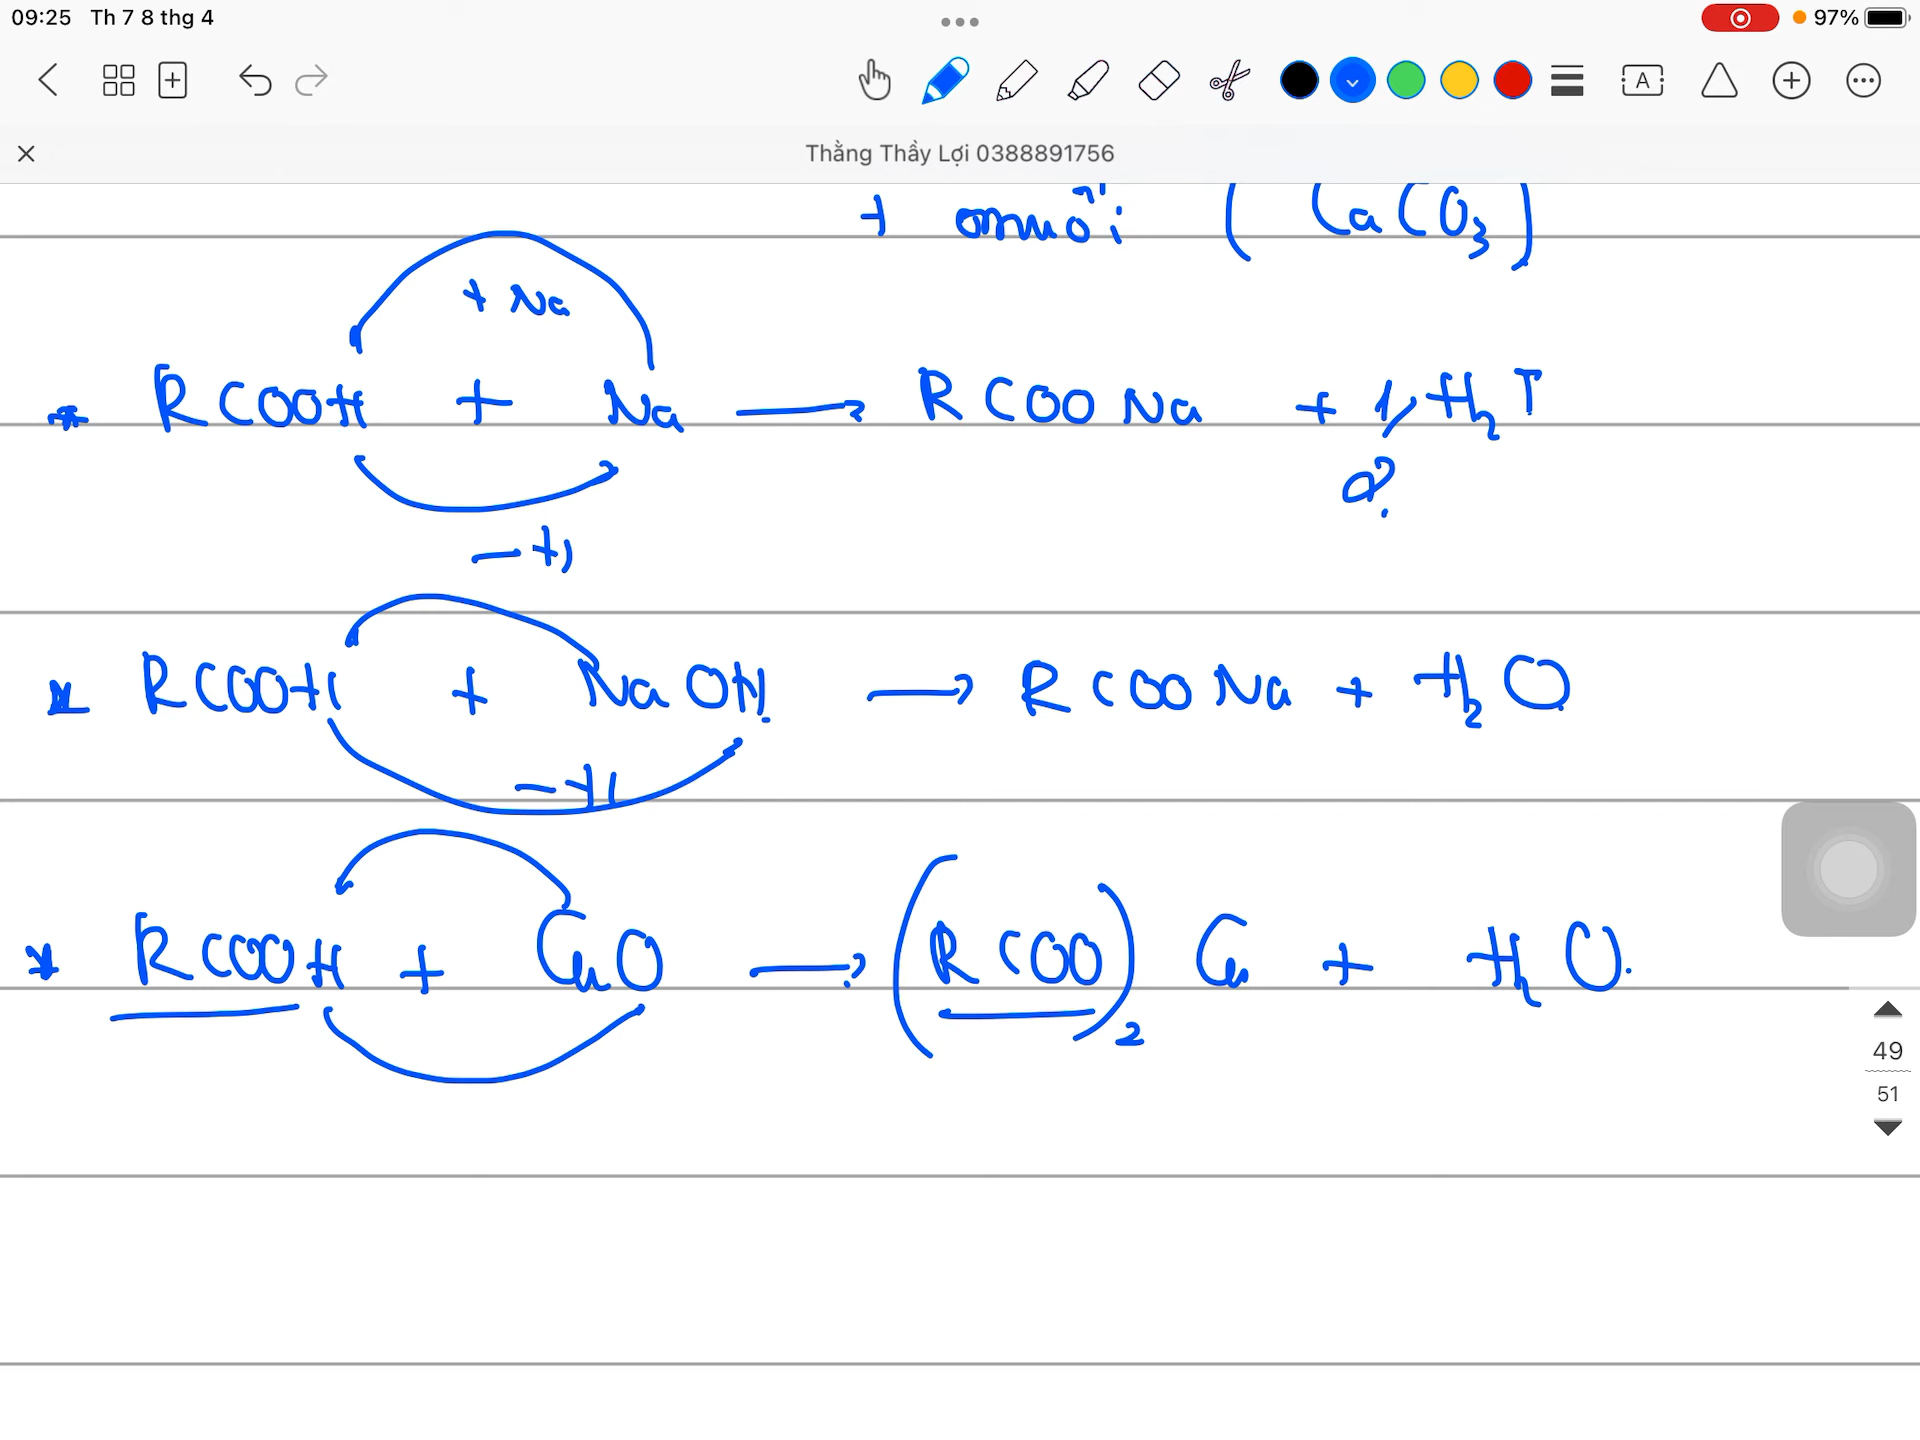 09:25 Th 7 8 thg 4 97%
A
Thằng Thầy Lợi 0388891756
+ muối (CaCO3)
+ Na
* RCOOH + Na → RCOONa + 1/2 H2↑
- H
* RCOOH + NaOH → RCOONa + H2O
- H
* RCOOH + CuO → (RCOO)2 Cu + H2O.
49
51